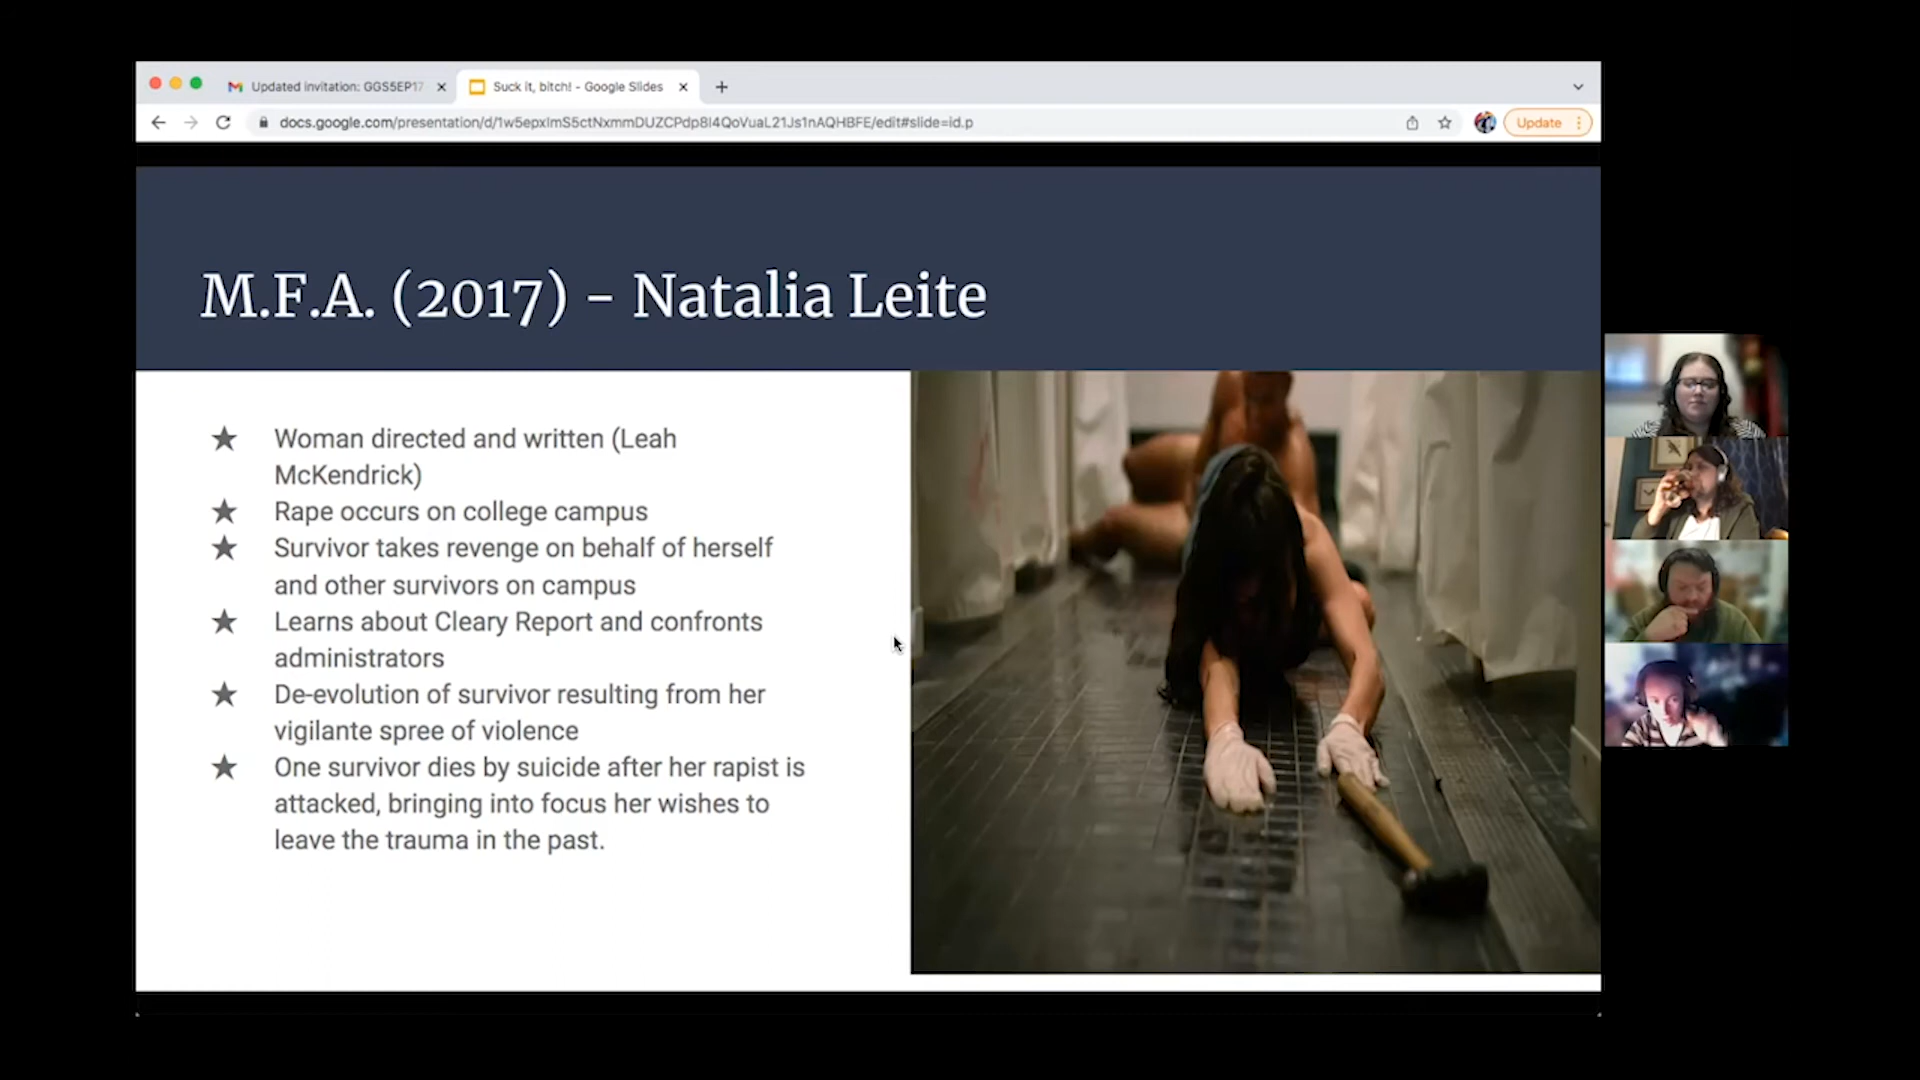 Updated invitation: GGS5EP17
Suck it, bitch! - Google Slides
docs.google.com/presentation/d/1w5epxImS5ctNxmmDUZCPdp8I4QoVuaL21Js1nAQHBFE/edit#slide=id.p
Update
M.F.A. (2017) - Natalia Leite
★ Woman directed and written (Leah
McKendrick)
★ Rape occurs on college campus
★ Survivor takes revenge on behalf of herself
and other survivors on campus
★ Learns about Cleary Report and confronts
administrators
★ De-evolution of survivor resulting from her
vigilante spree of violence
★ One survivor dies by suicide after her rapist is
attacked, bringing into focus her wishes to
leave the trauma in the past.